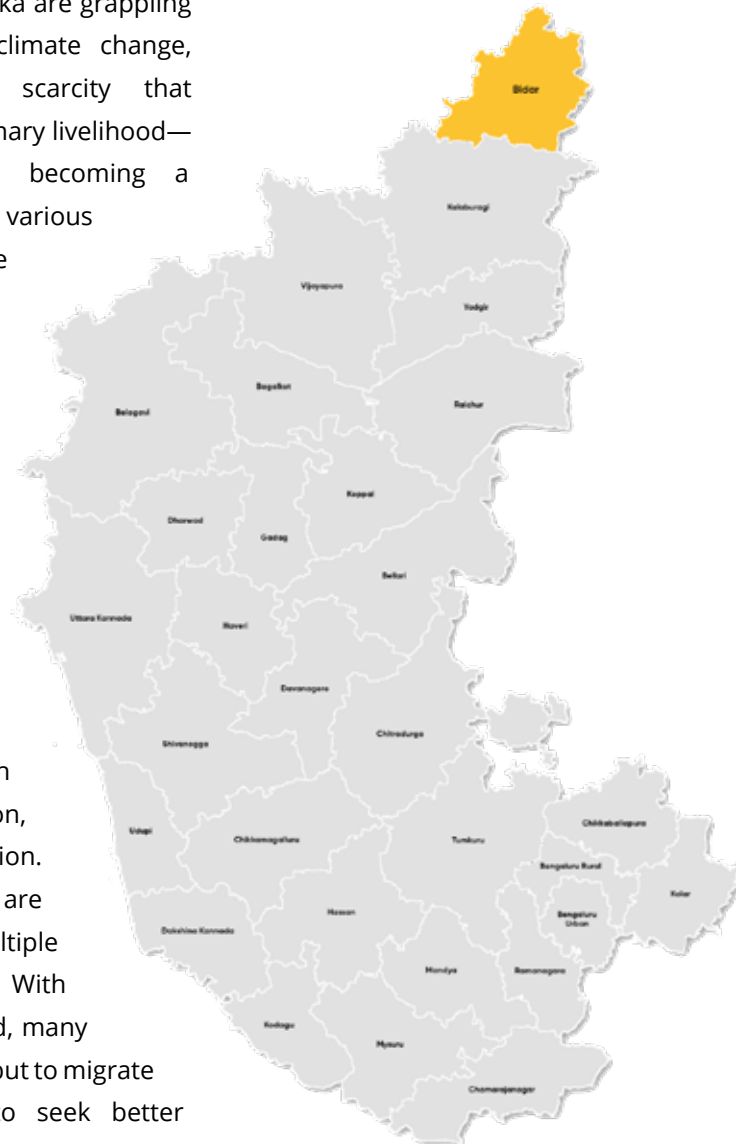 ka are grappling
climate change,
scarcity that
nary livelihood—
becoming a
various
e
n
on,
ion.
are
ltiple
With
d, many
out to migrate
to seek better
Bidar
Kalaburagi
Vijayapura
Yadgir
Bagalkot
Belagavi
Raichur
Koppal
Dharwad
Gadag
Bellari
Uttara Kannada
Haveri
Davanagere
Chitradurga
Shivamogga
Udupi
Chikkamagaluru
Tumkuru
Chikkaballapura
Bengaluru Rural
Kolar
Hassan
Bengaluru
Urban
Dakshina Kannada
Mandya
Ramanagara
Kodagu
Mysuru
Chamarajanagar